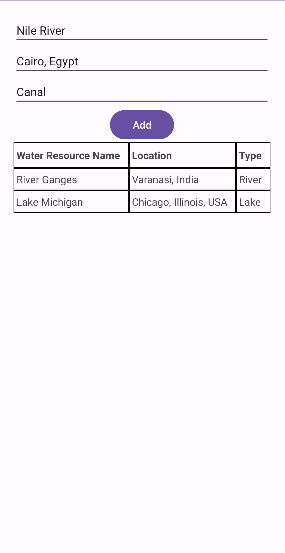 Nile River
Cairo, Egypt
Canal
Add
Water Resource Name Location Type
River Ganges Varanasi, India River
Lake Michigan Chicago, Illinois, USA Lake